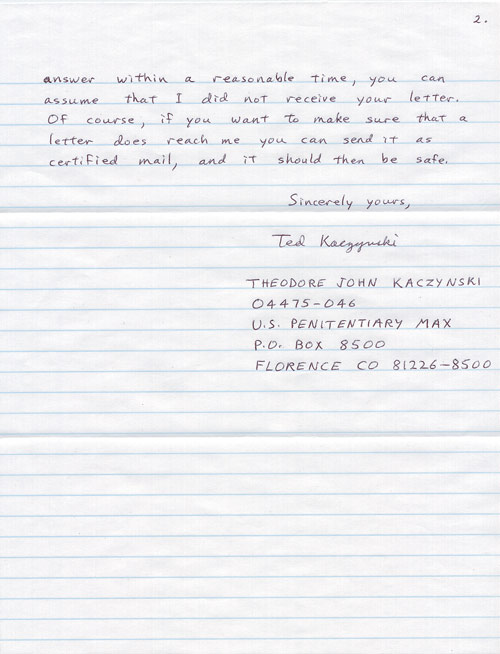 2.
answer within a reasonable time, you can
assume that I did not receive your letter.
Of course, if you want to make sure that a
letter does reach me you can send it as
certified mail, and it should then be safe.
Sincerely yours,
Ted Kaczynski
THEODORE JOHN KACZYNSKI
04475-046
U.S. PENITENTIARY MAX
P.O. BOX 8500
FLORENCE CO 81226-8500